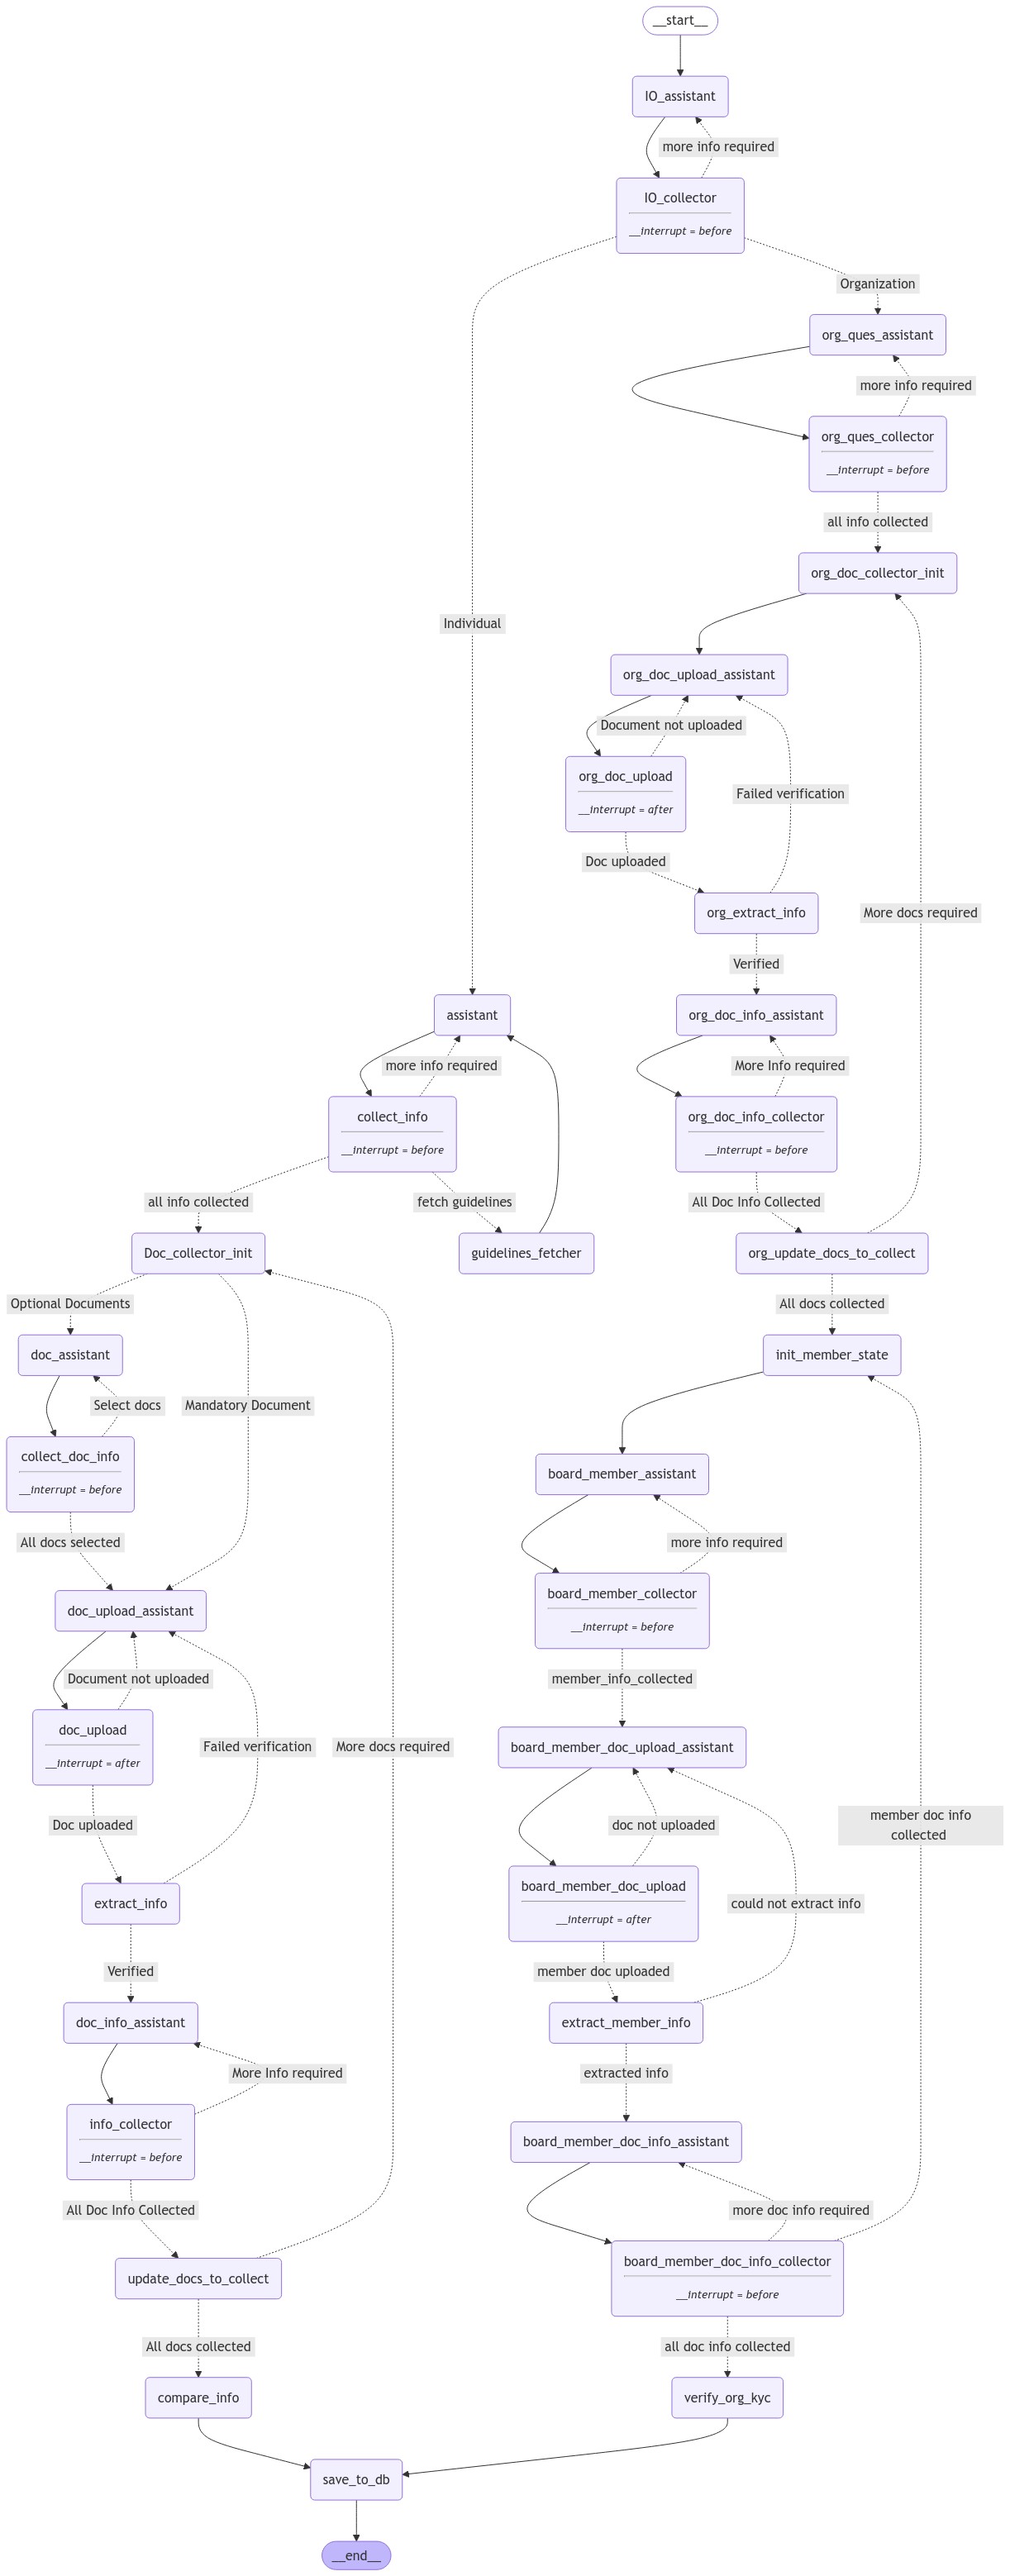 __start__
IO_assistant
more info required
IO_collector
__interrupt = before
Organization
org_ques_assistant
more info required
org_ques_collector
__interrupt = before
all info collected
org_doc_collector_init
Individual
org_doc_upload_assistant
Document not uploaded
org_doc_upload
__interrupt = after
Failed verification
Doc uploaded
org_extract_info
More docs required
Verified
assistant
org_doc_info_assistant
more info required
More Info required
collect_info
__interrupt = before
org_doc_info_collector
__interrupt = before
all info collected
fetch guidelines
All Doc Info Collected
Doc_collector_init
guidelines_fetcher
org_update_docs_to_collect
Optional Documents
All docs collected
doc_assistant
init_member_state
Select docs
Mandatory Document
collect_doc_info
__interrupt = before
board_member_assistant
All docs selected
more info required
doc_upload_assistant
board_member_collector
__interrupt = before
Document not uploaded
member_info_collected
doc_upload
__interrupt = after
Failed verification
More docs required
board_member_doc_upload_assistant
Doc uploaded
doc not uploaded
member doc info
collected
extract_info
board_member_doc_upload
__interrupt = after
could not extract info
Verified
member doc uploaded
doc_info_assistant
extract_member_info
More Info required
extracted info
info_collector
__interrupt = before
board_member_doc_info_assistant
All Doc Info Collected
more doc info required
update_docs_to_collect
board_member_doc_info_collector
__interrupt = before
All docs collected
all doc info collected
compare_info
verify_org_kyc
save_to_db
__end__